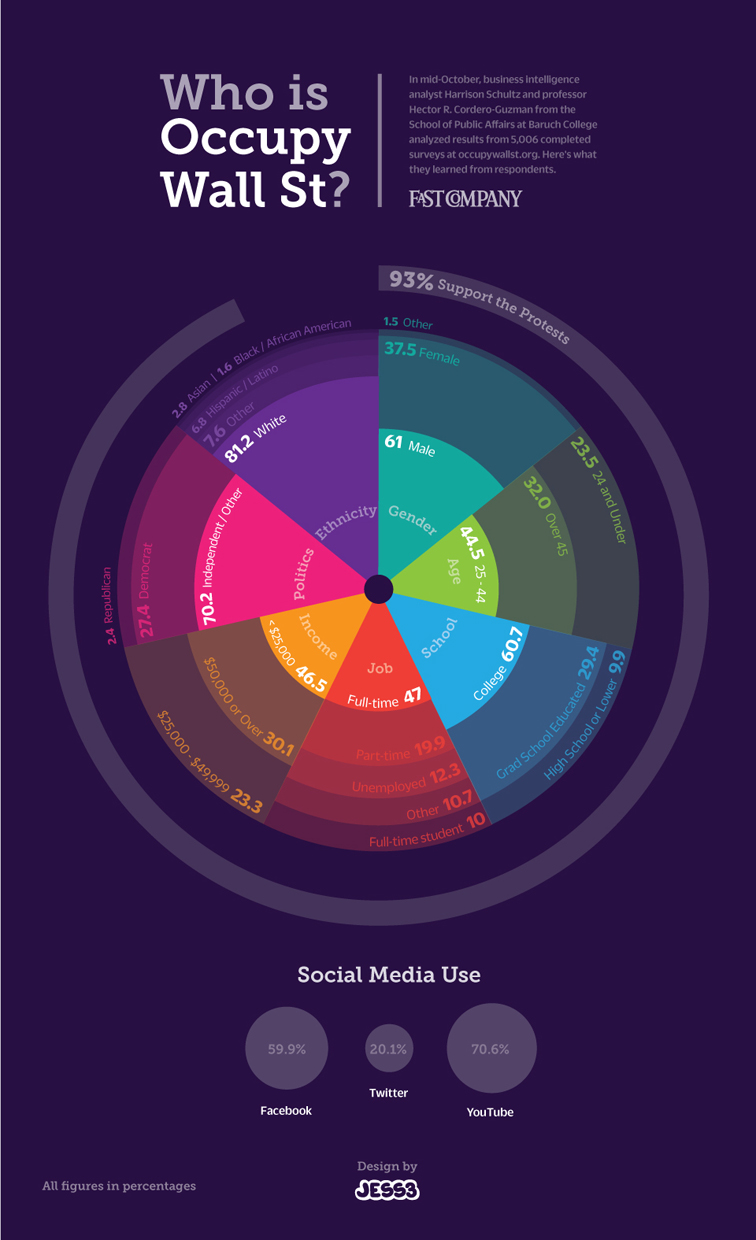 Who is
Occupy
Wall St?
In mid-October, business intelligence
analyst Harrison Schultz and professor
Hector R. Cordero-Guzman from the
School of Public Affairs at Baruch College
analyzed results from 5,006 completed
surveys at occupywallst.org. Here's what
they learned from respondents.
FAST COMPANY
93% Support the Protests
1.5 Other
37.5 Female
61 Male
Gender
23.5 24 and Under
32.0 Over 45
44.5 25 - 44
Age
School
College 60.7
Grad School Educated 29.4
High School or Lower 9.9
Job
Full-time 47
Part-time 19.9
Unemployed 12.3
Other 10.7
Full-time student 10
Income
< $25,000 46.5
$50,000 or Over 30.1
$25,000 - $49,999 23.3
Politics
70.2 Independent / Other
27.4 Democrat
2.4 Republican
Ethnicity
81.2 White
7.6 Other
6.8 Hispanic / Latino
2.8 Asian | 1.6 Black / African American
Social Media Use
59.9%
20.1%
70.6%
Facebook
Twitter
YouTube
Design by
JESS3
All figures in percentages